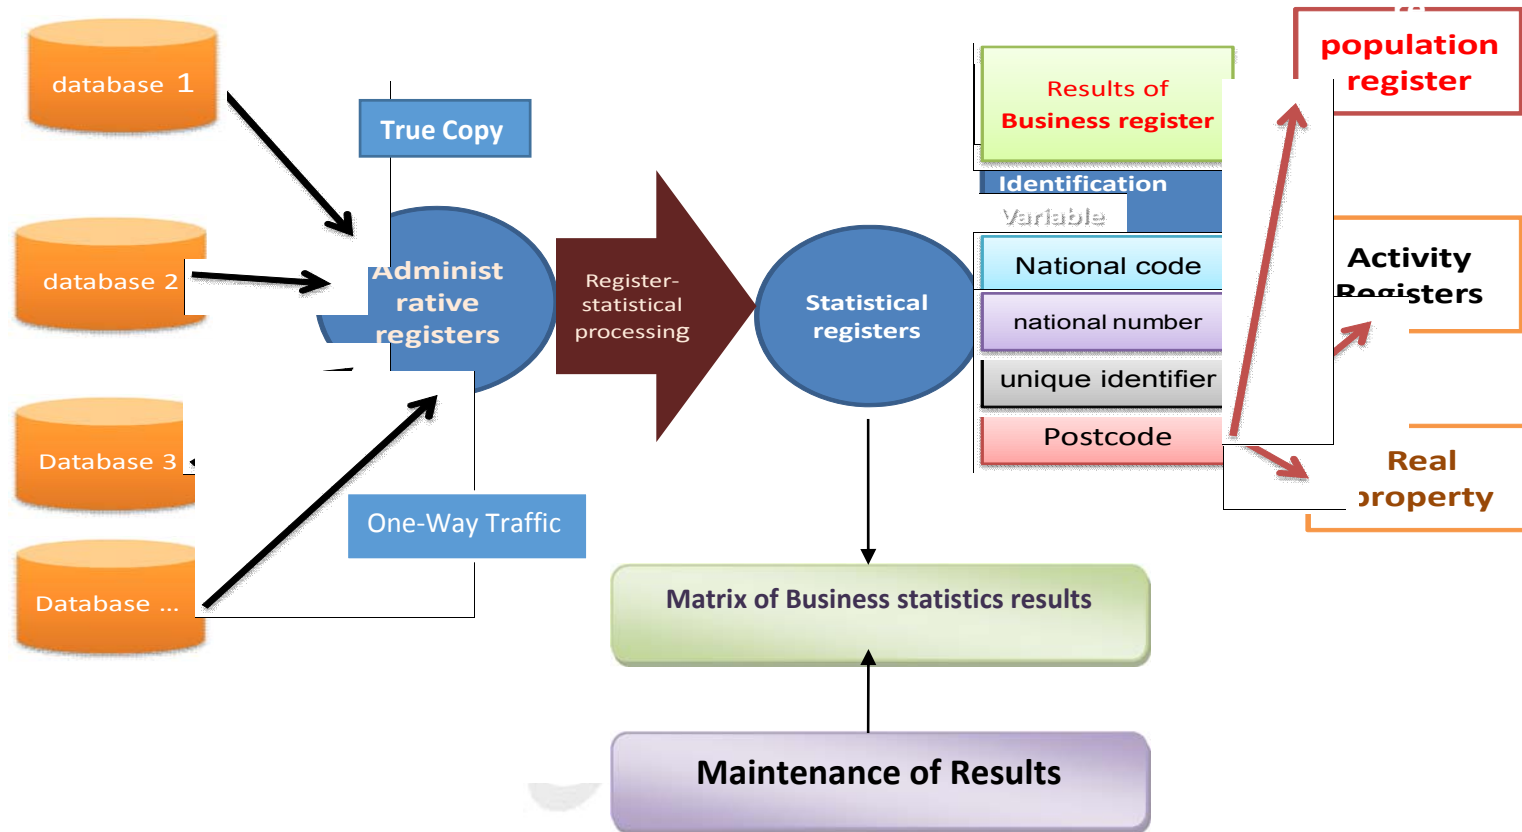 database 1
True Copy
database 2
Administ
rative
registers
Database 3
One-Way Traffic
Database ...
Register-
statistical
processing
Statistical
registers
Results of
Business register
Identification
Variable
National code
national number
unique identifier
Postcode
population
register
Activity
Registers
Real
property
Matrix of Business statistics results
Maintenance of Results